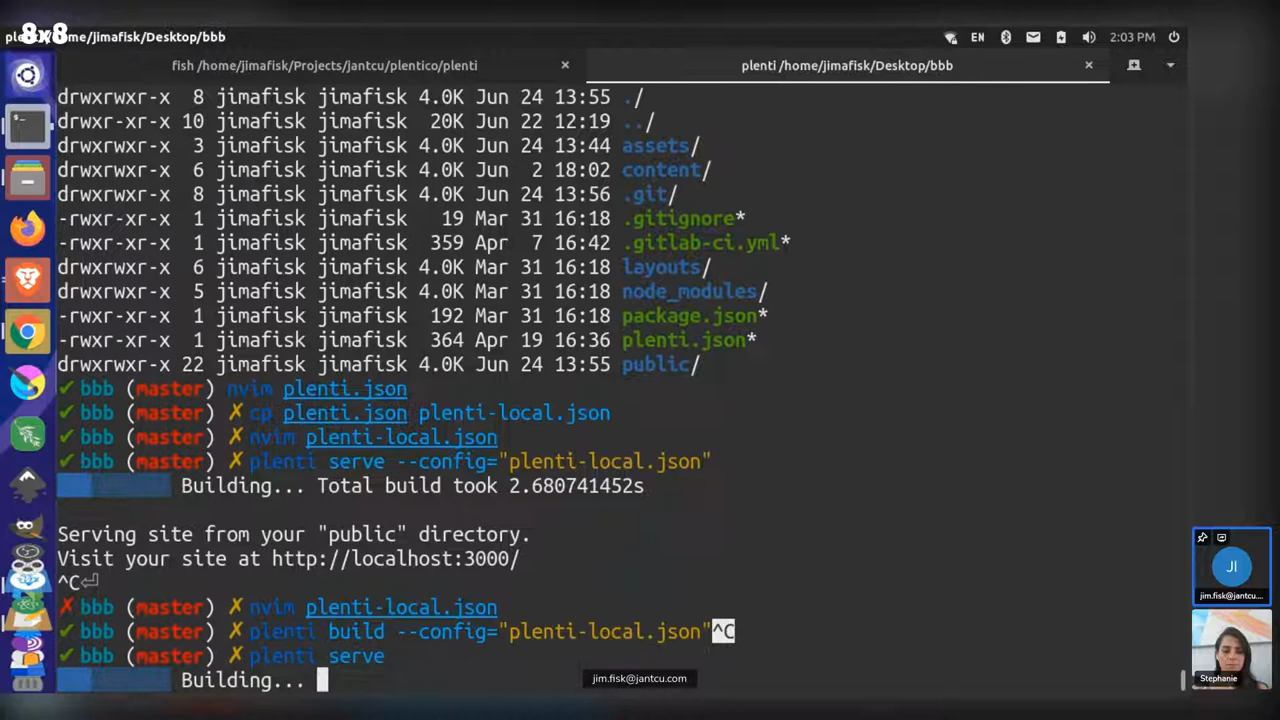 8x8
plenti /home/jimafisk/Desktop/bbb
EN 2:03 PM
fish /home/jimafisk/Projects/jantcu/plentico/plenti × plenti /home/jimafisk/Desktop/bbb ×
drwxrwxr-x 8 jimafisk jimafisk 4.0K Jun 24 13:55 ./
drwxr-xr-x 10 jimafisk jimafisk 20K Jun 22 12:19 ../
drwxrwxr-x 3 jimafisk jimafisk 4.0K Jun 24 13:44 assets/
drwxrwxr-x 6 jimafisk jimafisk 4.0K Jun 2 18:02 content/
drwxrwxr-x 8 jimafisk jimafisk 4.0K Jun 24 13:56 .git/
-rwxr-xr-x 1 jimafisk jimafisk 19 Mar 31 16:18 .gitignore*
-rwxr-xr-x 1 jimafisk jimafisk 359 Apr 7 16:42 .gitlab-ci.yml*
drwxrwxr-x 6 jimafisk jimafisk 4.0K Mar 31 16:18 layouts/
drwxrwxr-x 5 jimafisk jimafisk 4.0K Mar 31 16:18 node_modules/
-rwxr-xr-x 1 jimafisk jimafisk 192 Mar 31 16:18 package.json*
-rwxr-xr-x 1 jimafisk jimafisk 364 Apr 19 16:36 plenti.json*
drwxrwxr-x 22 jimafisk jimafisk 4.0K Jun 24 13:55 public/
✔ bbb (master) nvim plenti.json
✔ bbb (master) ✗ cp plenti.json plenti-local.json
✔ bbb (master) ✗ nvim plenti-local.json
✔ bbb (master) ✗ plenti serve --config="plenti-local.json"
Building... Total build took 2.680741452s
Serving site from your "public" directory.
Visit your site at http://localhost:3000/
^C⏎
✗ bbb (master) ✗ nvim plenti-local.json
✔ bbb (master) ✗ plenti build --config="plenti-local.json"^C
✔ bbb (master) ✗ plenti serve
Building...
jim.fisk@jantcu.com
JI
jim.fisk@jantcu....
Stephanie